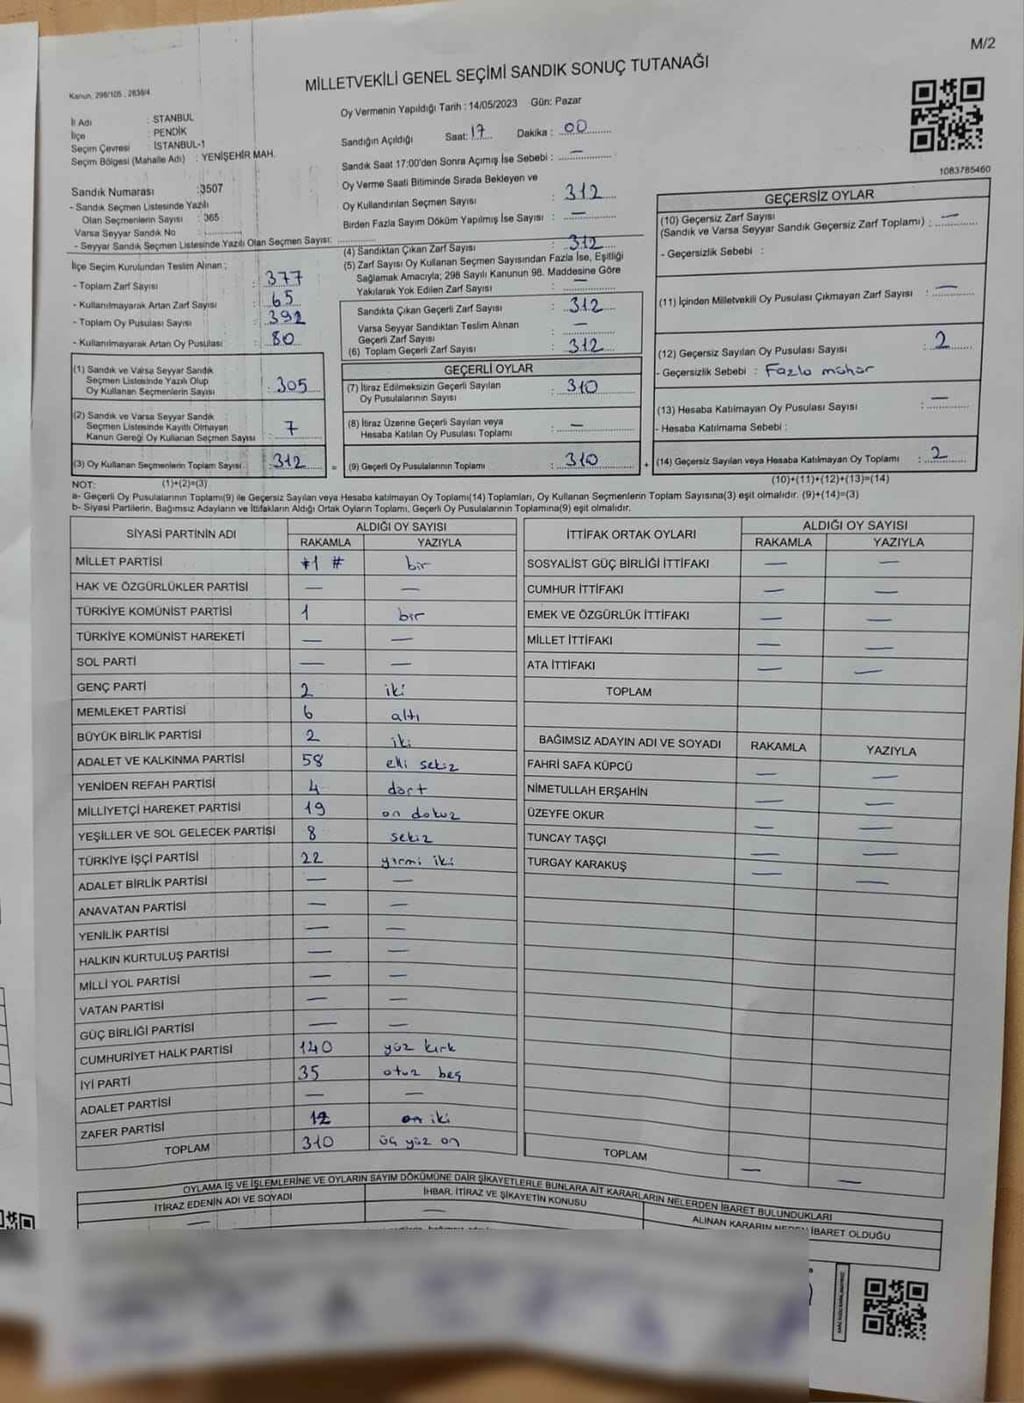 M/2
MİLLETVEKİLİ GENEL SEÇİMİ SANDIK SONUÇ TUTANAĞI
İl Adı : İSTANBUL
İlçe : PENDİK
Seçim Çevresi : İSTANBUL-1
Seçim Bölgesi (Mahalle Adı) : YENİŞEHİR MAH.
Sandık Numarası : 3507
- Sandık Seçmen Listesinde Yazılı
Olan Seçmenlerin Sayısı : 365
Varsa Seyyar Sandık No :
- Seyyar Sandık Seçmen Listesinde Yazılı Olan Seçmen Sayısı:
İlçe Seçim Kurulundan Teslim Alınan ;
- Toplam Zarf Sayısı : 377
- Kullanılmayarak Artan Zarf Sayısı : 65
- Toplam Oy Pusulası Sayısı : 392
- Kullanılmayarak Artan Oy Pusulası : 80
(1) Sandık ve Varsa Seyyar Sandık
Seçmen Listesinde Yazılı Olup
Oy Kullanan Seçmenlerin Sayısı : 305
(2) Sandık ve Varsa Seyyar Sandık
Seçmen Listesinde Kayıtlı Olmayan
Kanun Gereği Oy Kullanan Seçmen Sayısı : 7
(3) Oy Kullanan Seçmenlerin Toplam Sayısı : 312
(1)+(2)=(3)
Oy Vermenin Yapıldığı Tarih : 14/05/2023 Gün: Pazar
Sandığın Açıldığı Saat: 17 Dakika : 00
Sandık Saat 17:00'den Sonra Açımış İse Sebebi : —
Oy Verme Saati Bitiminde Sırada Bekleyen ve
Oy Kullandırılan Seçmen Sayısı : 312
Birden Fazla Sayım Döküm Yapılmış İse Sayısı : —
(4) Sandıktan Çıkan Zarf Sayısı : 312
(5) Zarf Sayısı Oy Kullanan Seçmen Sayısından Fazla İse, Eşitliği
Sağlamak Amacıyla; 298 Sayılı Kanunun 98. Maddesine Göre
Yakılarak Yok Edilen Zarf Sayısı : —
Sandıkta Çıkan Geçerli Zarf Sayısı : 312
Varsa Seyyar Sandıktan Teslim Alınan
Geçerli Zarf Sayısı : —
(6) Toplam Geçerli Zarf Sayısı : 312
GEÇERLİ OYLAR
(7) İtiraz Edilmeksizin Geçerli Sayılan
Oy Pusulalarının Sayısı : 310
(8) İtiraz Üzerine Geçerli Sayılan veya
Hesaba Katılan Oy Pusulası Toplamı : —
= (9) Geçerli Oy Pusulalarının Toplamı : 310 +
1083785460
GEÇERSİZ OYLAR
(10) Geçersiz Zarf Sayısı
(Sandık ve Varsa Seyyar Sandık Geçersiz Zarf Toplamı) : —
- Geçersizlik Sebebi :
(11) İçinden Milletvekili Oy Pusulası Çıkmayan Zarf Sayısı : —
(12) Geçersiz Sayılan Oy Pusulası Sayısı : 2
- Geçersizlik Sebebi : Fazla mühür
(13) Hesaba Katılmayan Oy Pusulası Sayısı : —
- Hesaba Katılmama Sebebi :
(14) Geçersiz Sayılan veya Hesaba Katılmayan Oy Toplamı : 2
(10)+(11)+(12)+(13)=(14)
NOT:
a- Geçerli Oy Pusulalarının Toplamı(9) ile Geçersiz Sayılan veya Hesaba katılmayan Oy Toplamı(14) Toplamları, Oy Kullanan Seçmenlerin Toplam Sayısına(3) eşit olmalıdır. (9)+(14)=(3)
b- Siyasi Partilerin, Bağımsız Adayların ve İttifakların Aldığı Ortak Oyların Toplamı, Geçerli Oy Pusulalarının Toplamına(9) eşit olmalıdır.
SİYASİ PARTİNİN ADI ALDIĞI OY SAYISI
RAKAMLA YAZIYLA
MİLLET PARTİSİ #1 # bir
HAK VE ÖZGÜRLÜKLER PARTİSİ — —
TÜRKİYE KOMÜNİST PARTİSİ 1 bir
TÜRKİYE KOMÜNİST HAREKETİ — —
SOL PARTİ — —
GENÇ PARTİ 2 iki
MEMLEKET PARTİSİ 6 altı
BÜYÜK BİRLİK PARTİSİ 2 iki
ADALET VE KALKINMA PARTİSİ 58 elli sekiz
YENİDEN REFAH PARTİSİ 4 dört
MİLLİYETÇİ HAREKET PARTİSİ 19 on dokuz
YEŞİLLER VE SOL GELECEK PARTİSİ 8 sekiz
TÜRKİYE İŞÇİ PARTİSİ 22 yirmi iki
ADALET BİRLİK PARTİSİ — —
ANAVATAN PARTİSİ — —
YENİLİK PARTİSİ — —
HALKIN KURTULUŞ PARTİSİ — —
MİLLİ YOL PARTİSİ — —
VATAN PARTİSİ — —
GÜÇ BİRLİĞİ PARTİSİ — —
CUMHURİYET HALK PARTİSİ 140 yüz kırk
İYİ PARTİ 35 otuz beş
ADALET PARTİSİ — —
ZAFER PARTİSİ 12 on iki
TOPLAM 310 üç yüz on
İTTİFAK ORTAK OYLARI ALDIĞI OY SAYISI
RAKAMLA YAZIYLA
SOSYALİST GÜÇ BİRLİĞİ İTTİFAKI — —
CUMHUR İTTİFAKI — —
EMEK VE ÖZGÜRLÜK İTTİFAKI — —
MİLLET İTTİFAKI — —
ATA İTTİFAKI — —
TOPLAM
BAĞIMSIZ ADAYIN ADI VE SOYADI RAKAMLA YAZIYLA
FAHRİ SAFA KÜPCÜ — —
NİMETULLAH ERŞAHİN — —
ÜZEYFE OKUR — —
TUNCAY TAŞÇI — —
TURGAY KARAKUŞ — —
TOPLAM — —
OYLAMA İŞ VE İŞLEMLERİNE VE OYLARIN SAYIM DÖKÜMÜNE DAİR ŞİKAYETLERLE BUNLARA AİT KARARLARIN NELERDEN İBARET BULUNDUKLARI
İTİRAZ EDENİN ADI VE SOYADI İHBAR, İTİRAZ VE ŞİKAYETİN KONUSU ALINAN KARARIN NEDEN İBARET OLDUĞU
— —